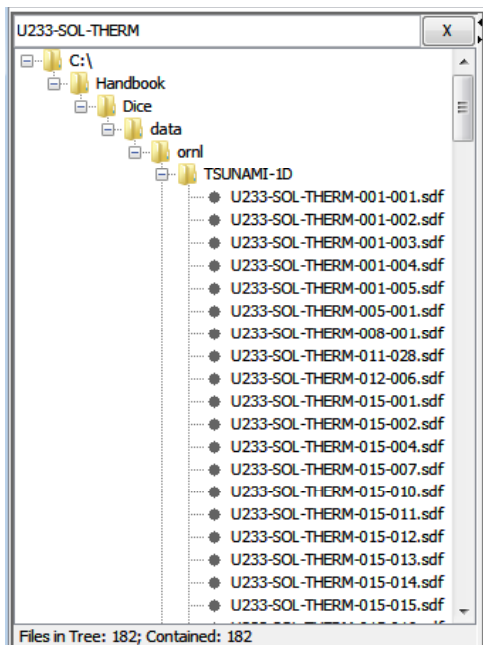 U233-SOL-THERM X
C:\
Handbook
Dice
data
ornl
TSUNAMI-1D
U233-SOL-THERM-001-001.sdf
U233-SOL-THERM-001-002.sdf
U233-SOL-THERM-001-003.sdf
U233-SOL-THERM-001-004.sdf
U233-SOL-THERM-001-005.sdf
U233-SOL-THERM-005-001.sdf
U233-SOL-THERM-008-001.sdf
U233-SOL-THERM-011-028.sdf
U233-SOL-THERM-012-006.sdf
U233-SOL-THERM-015-001.sdf
U233-SOL-THERM-015-002.sdf
U233-SOL-THERM-015-004.sdf
U233-SOL-THERM-015-007.sdf
U233-SOL-THERM-015-010.sdf
U233-SOL-THERM-015-011.sdf
U233-SOL-THERM-015-012.sdf
U233-SOL-THERM-015-013.sdf
U233-SOL-THERM-015-014.sdf
U233-SOL-THERM-015-015.sdf
Files in Tree: 182; Contained: 182